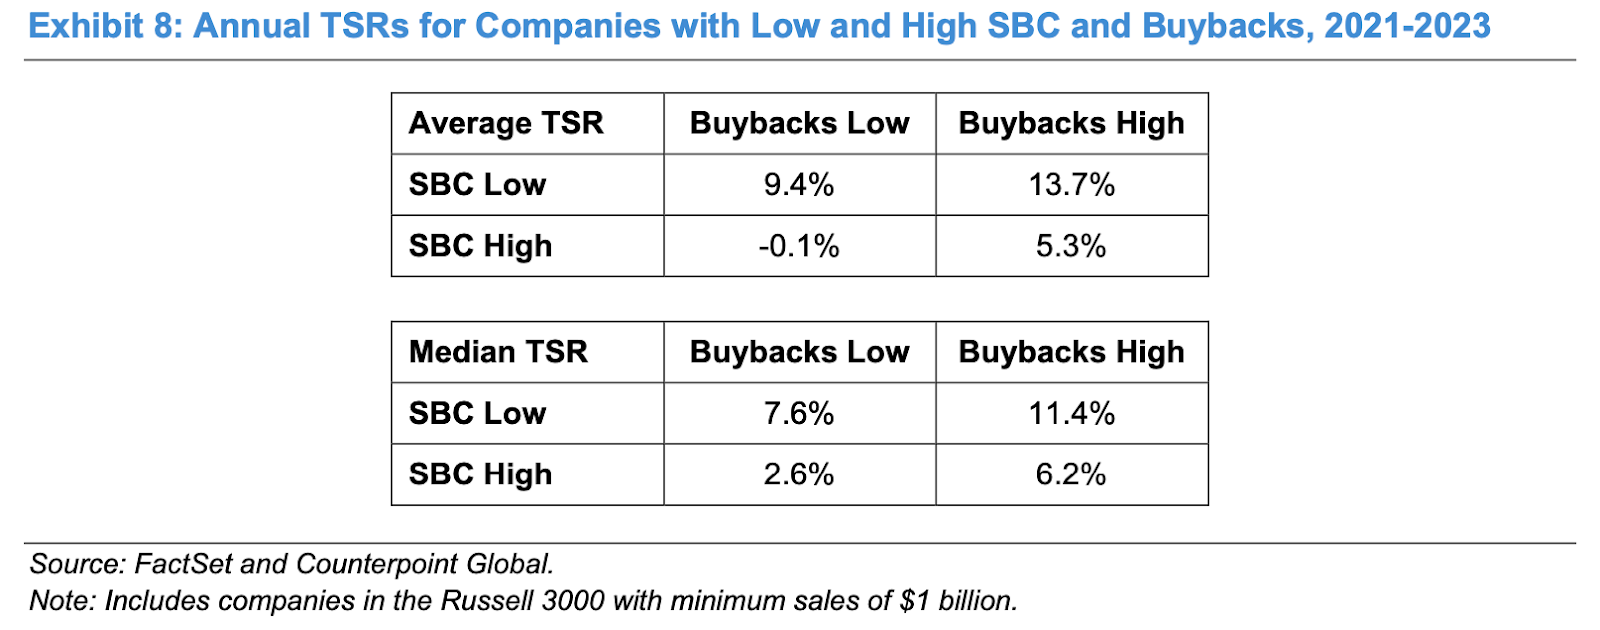 Exhibit 8: Annual TSRs for Companies with Low and High SBC and Buybacks, 2021-2023
Average TSR Buybacks Low Buybacks High
SBC Low 9.4% 13.7%
SBC High -0.1% 5.3%
Median TSR Buybacks Low Buybacks High
SBC Low 7.6% 11.4%
SBC High 2.6% 6.2%
Source: FactSet and Counterpoint Global.
Note: Includes companies in the Russell 3000 with minimum sales of $1 billion.